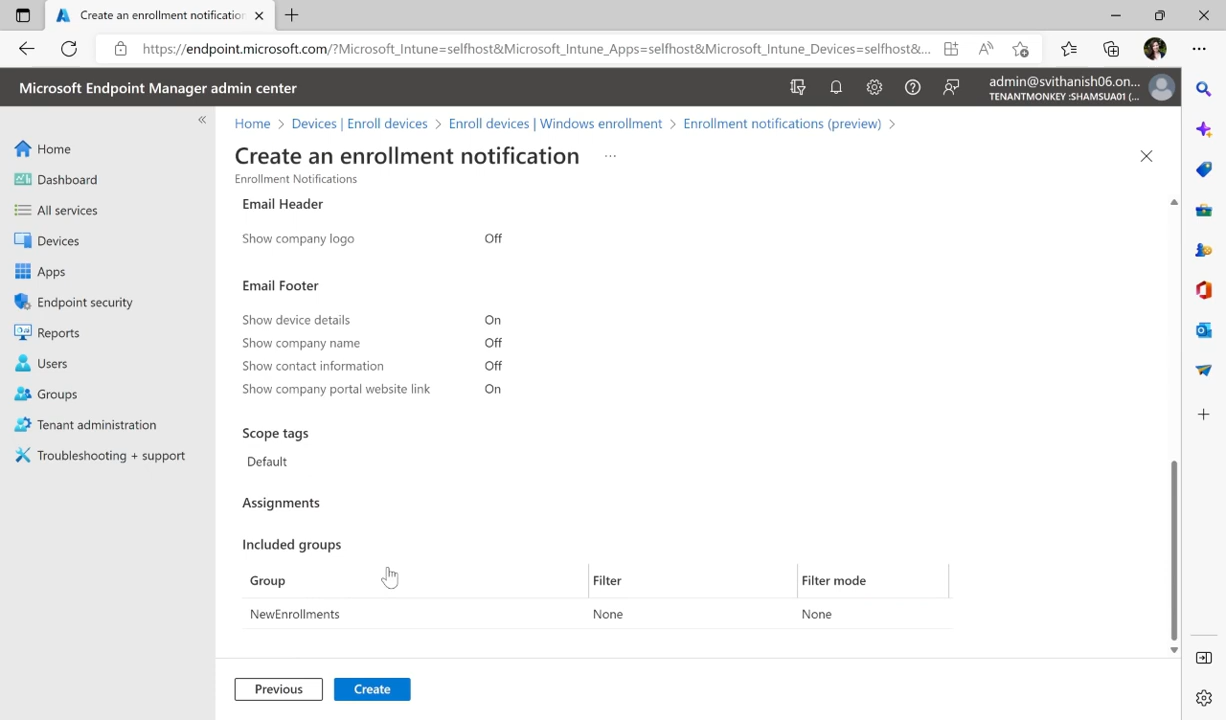 Create an enrollment notification
https://endpoint.microsoft.com/?Microsoft_Intune=selfhost&Microsoft_Intune_Apps=selfhost&Microsoft_Intune_Devices=selfhost&...
Microsoft Endpoint Manager admin center
admin@svithanish06.on...
TENANTMONKEY :SHAMSUA01 (...
Home
Dashboard
All services
Devices
Apps
Endpoint security
Reports
Users
Groups
Tenant administration
Troubleshooting + support
Home > Devices | Enroll devices > Enroll devices | Windows enrollment > Enrollment notifications (preview) >
Create an enrollment notification ...
Enrollment Notifications
Email Header
Show company logo Off
Email Footer
Show device details On
Show company name Off
Show contact information Off
Show company portal website link On
Scope tags
Default
Assignments
Included groups
Group Filter Filter mode
NewEnrollments None None
Previous Create